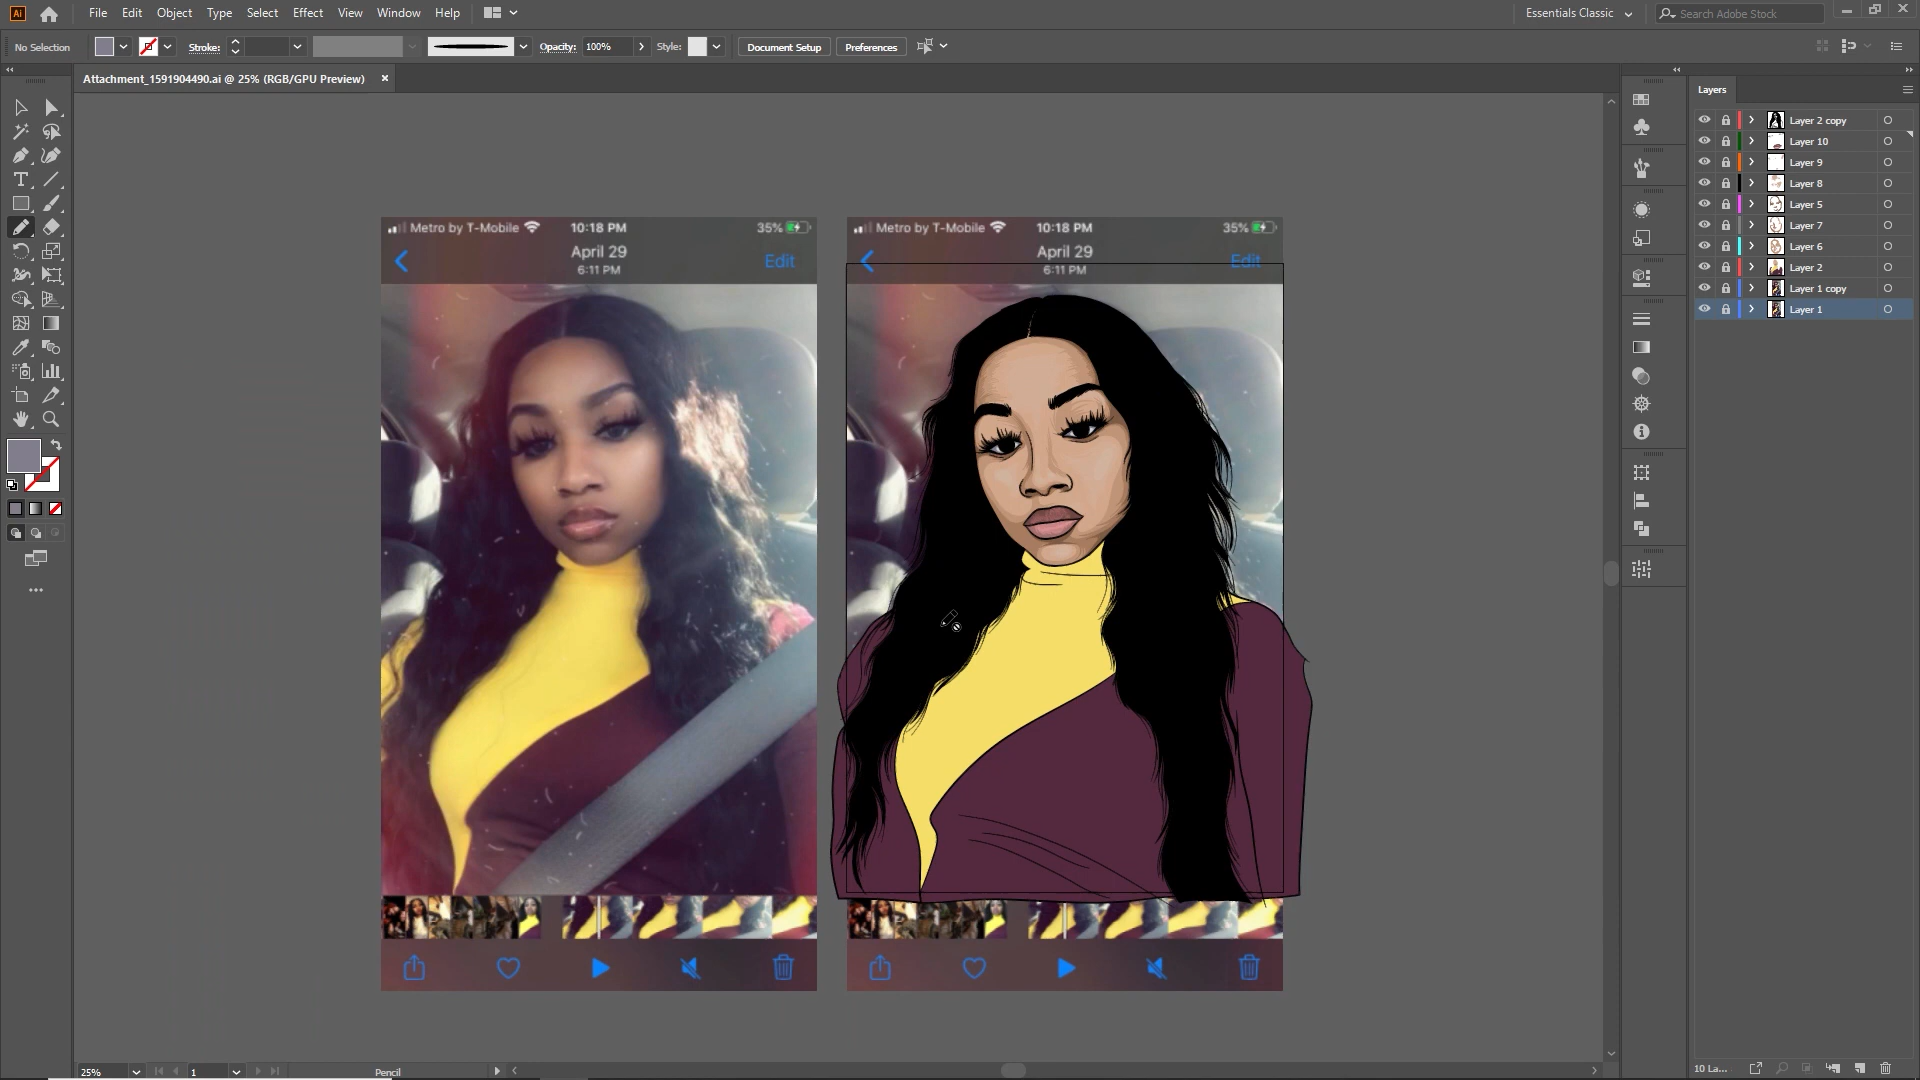 Ai File Edit Object Type Select Effect View Window Help Essentials Classic Search Adobe Stock
No Selection Stroke: Opacity: 100% Style: Document Setup Preferences
Attachment_1591904490.ai @ 25% (RGB/GPU Preview) ×
Layers
Layer 2 copy
Layer 10
Layer 9
Layer 8
Layer 5
Layer 7
Layer 6
Layer 2
Layer 1 copy
Layer 1
Metro by T-Mobile 10:18 PM 35%
April 29
6:11 PM
Edit
Metro by T-Mobile 10:18 PM 35%
April 29
6:11 PM
Edit
25% 1 Pencil
10 La...